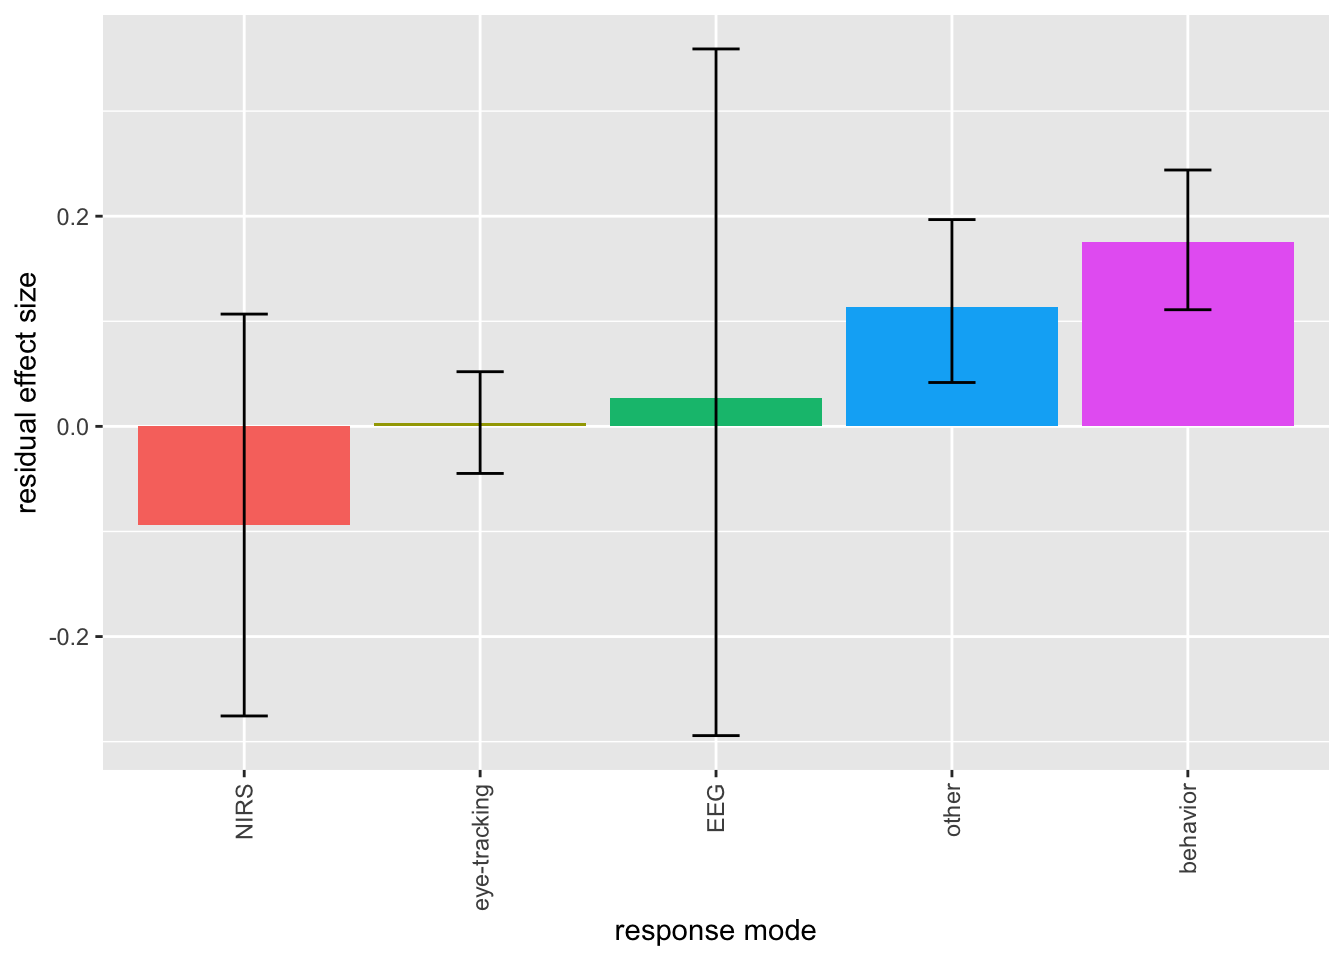 residual effect size
0.2
0.0
-0.2
NIRS
eye-tracking
EEG
other
behavior
response mode